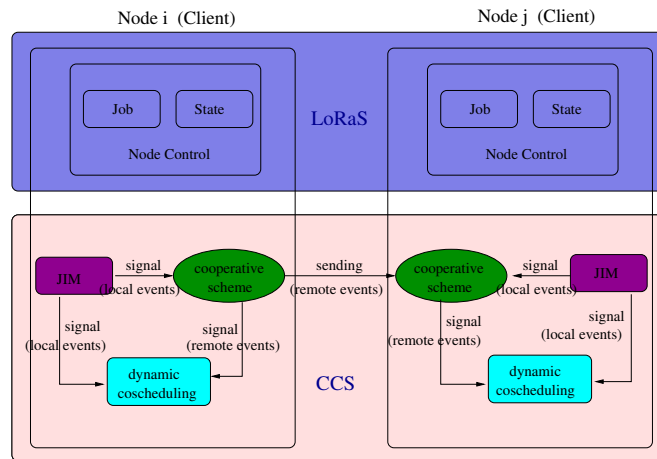 Node i (Client)
Node j (Client)
Job
State
Node Control
LoRaS
Job
State
Node Control
JIM
signal
(local events)
cooperative
scheme
sending
(remote events)
cooperative
scheme
signal
(local events)
JIM
signal
(local events)
signal
(remote events)
signal
(remote events)
signal
(local events)
dynamic
coscheduling
dynamic
coscheduling
CCS